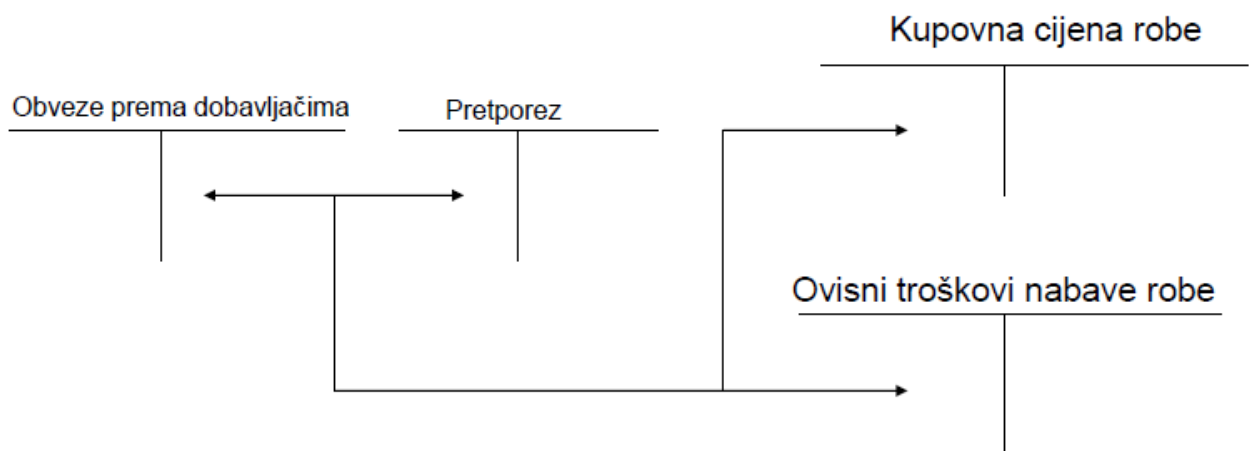 Kupovna cijena robe
Obveze prema dobavljačima
Pretporez
Ovisni troškovi nabave robe